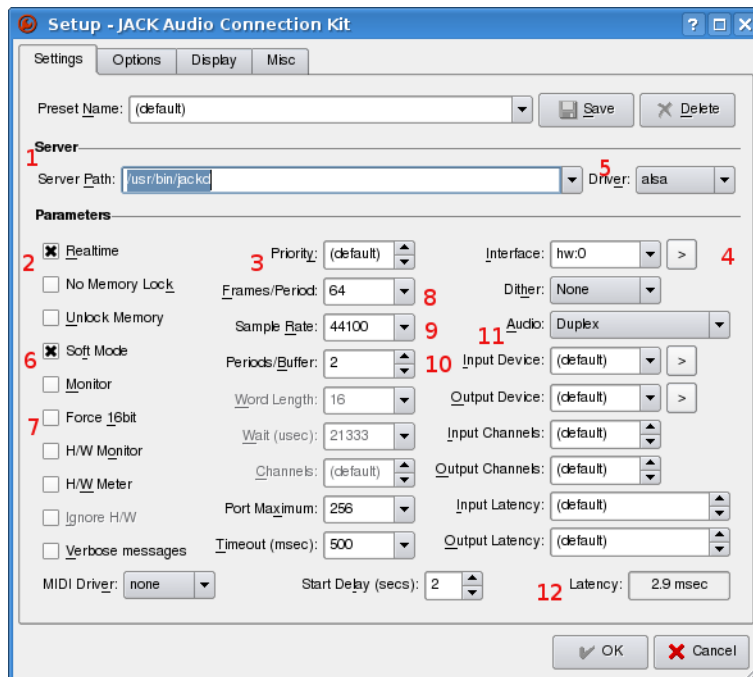 Setup - JACK Audio Connection Kit
?
Settings Options Display Misc
Preset Name: (default) Save Delete
Server
1
Server Path: /usr/bin/jackd 5 Driver: alsa
Parameters
2 Realtime 3 Priority: (default) Interface: hw:0 > 4
No Memory Lock Frames/Period: 64 8 Dither: None
Unlock Memory Sample Rate: 44100 9 11 Audio: Duplex
6 Soft Mode Periods/Buffer: 2 10 Input Device: (default) >
Monitor Word Length: 16 Output Device: (default) >
7 Force 16bit Wait (usec): 21333 Input Channels: (default)
H/W Monitor Channels: (default) Output Channels: (default)
H/W Meter Port Maximum: 256 Input Latency: (default)
Ignore H/W Timeout (msec): 500 Output Latency: (default)
Verbose messages
MIDI Driver: none Start Delay (secs): 2 12 Latency: 2.9 msec
OK Cancel